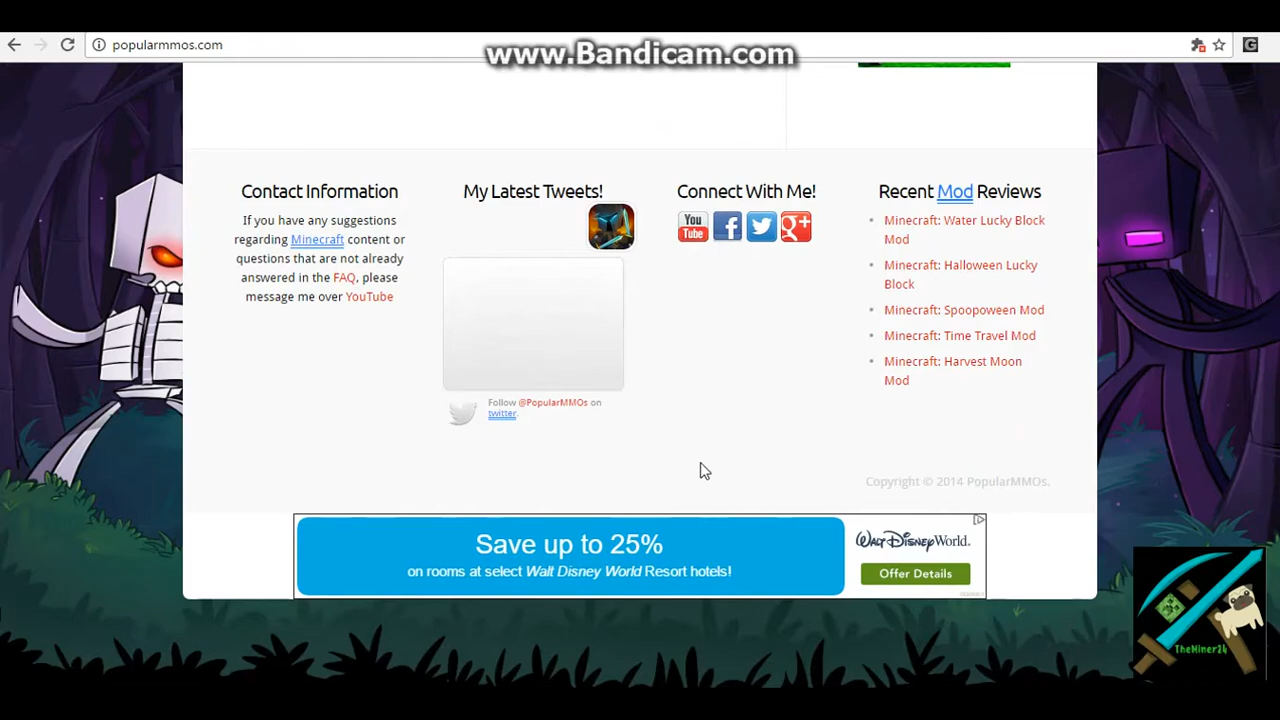 popularmmos.com
www.Bandicam.com
G
Contact Information
If you have any suggestions
regarding Minecraft content or
questions that are not already
answered in the FAQ, please
message me over YouTube
My Latest Tweets!
Follow @PopularMMOs on
twitter.
Connect With Me!
You
Tube
f
g+
Recent Mod Reviews
Minecraft: Water Lucky Block
Mod
Minecraft: Halloween Lucky
Block
Minecraft: Spoopoween Mod
Minecraft: Time Travel Mod
Minecraft: Harvest Moon
Mod
Copyright © 2014 PopularMMOs.
Save up to 25%
on rooms at select Walt Disney World Resort hotels!
Walt Disney World.
Offer Details
TheMiner24